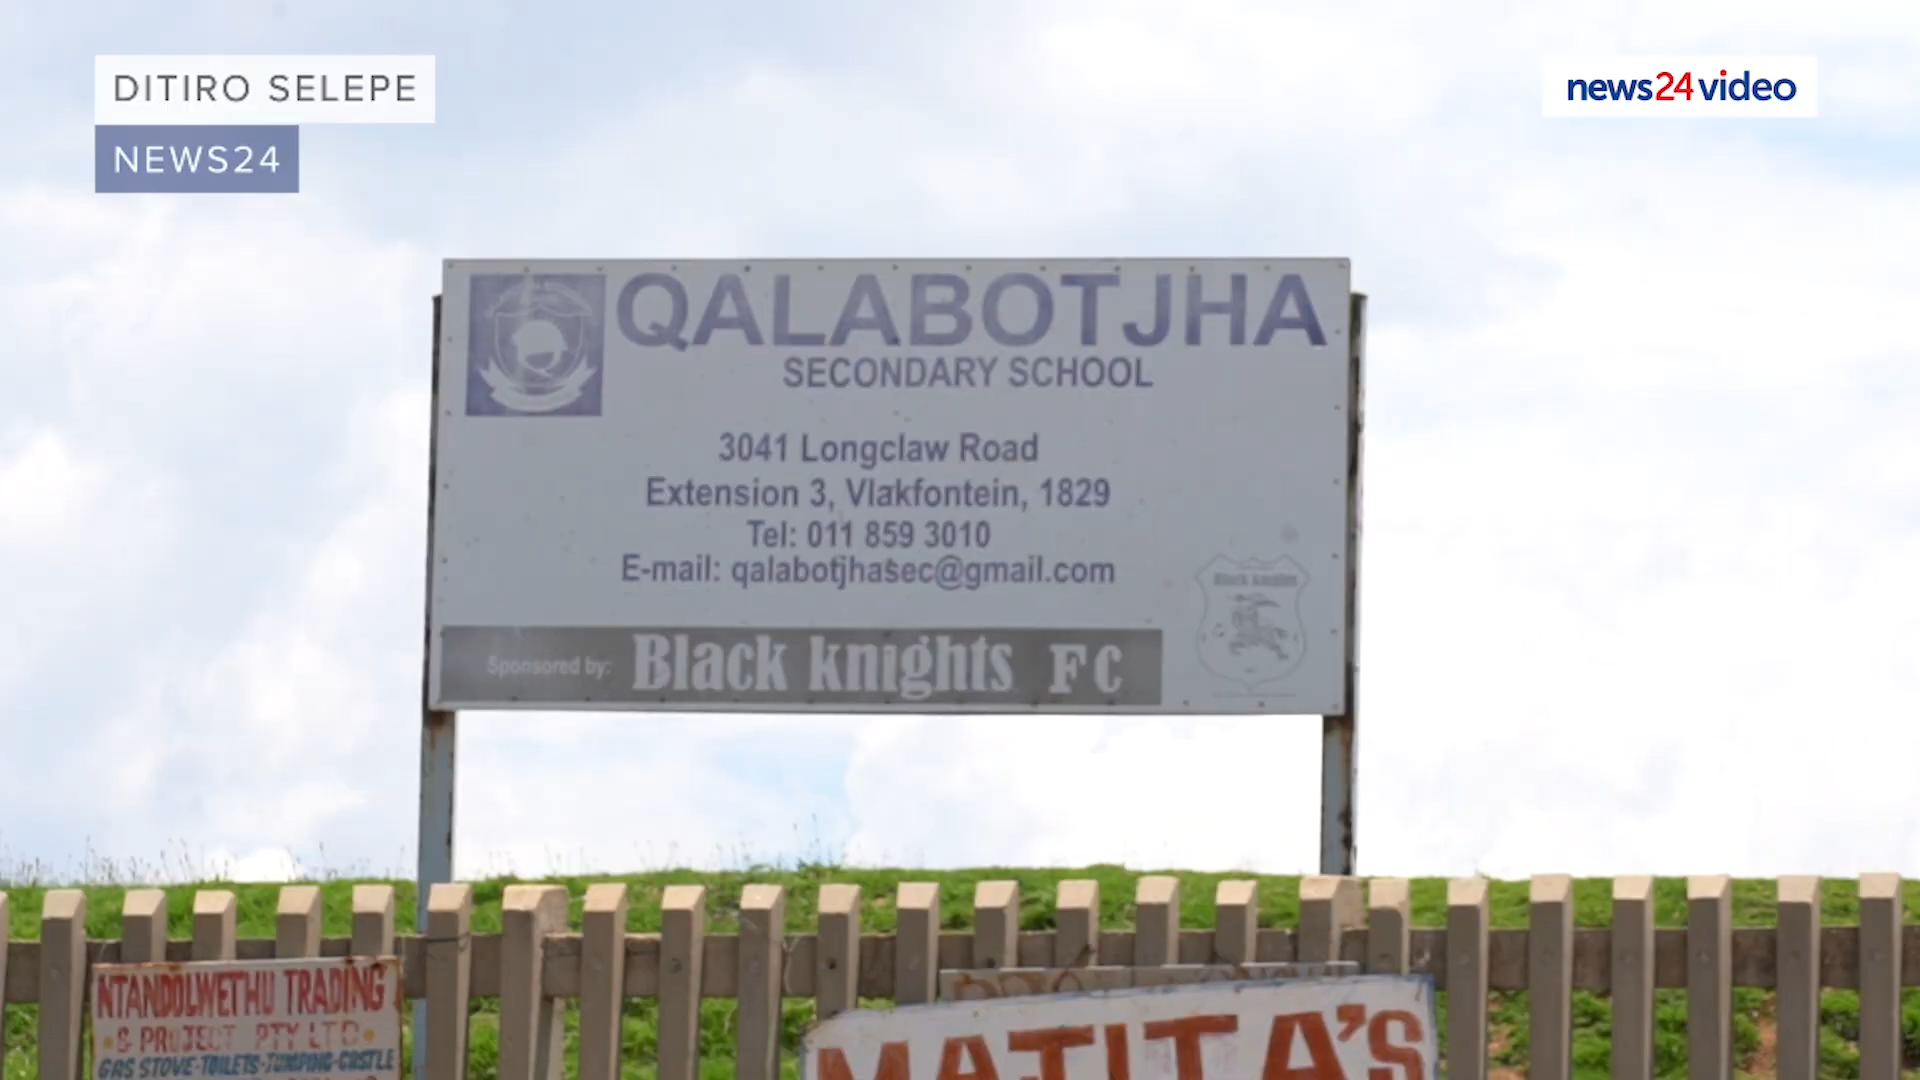 DITIRO SELEPE
NEWS24
news24video
QALABOTJHA
SECONDARY SCHOOL
3041 Longclaw Road
Extension 3, Vlakfontein, 1829
Tel: 011 859 3010
E-mail: qalabotjhasec@gmail.com
Sponsored by: Black knights FC
Black knights
NTANDOLWETHU TRADING
& PROJECT PTY LTD
GAS STOVE·TOILETS·JUMPING·CASTLE
MATITA'S